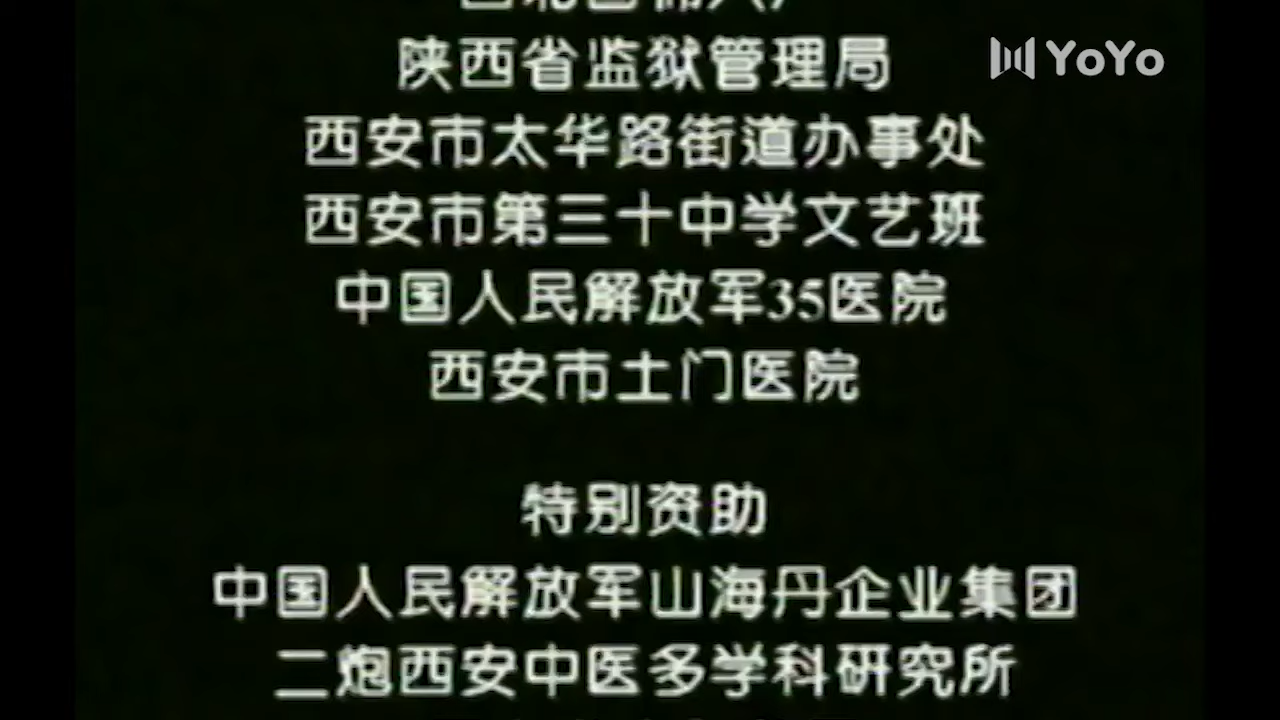 陕西省监狱管理局
YoYo
西安市太华路街道办事处
西安市第三十中学文艺班
中国人民解放军35医院
西安市土门医院
特别资助
中国人民解放军山海丹企业集团
二炮西安中医多学科研究所